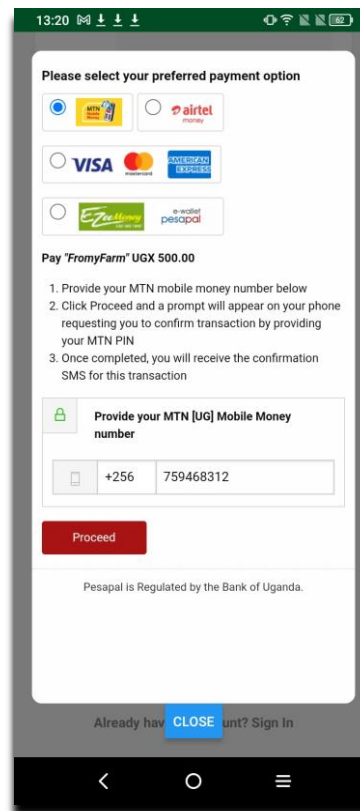 13:20
62
Please select your preferred payment option
MTN Mobile Money
airtel money
VISA mastercard AMERICAN EXPRESS
EZeeMoney e-wallet pesapal
Pay "FromyFarm" UGX 500.00
1. Provide your MTN mobile money number below
2. Click Proceed and a prompt will appear on your phone
requesting you to confirm transaction by providing
your MTN PIN
3. Once completed, you will receive the confirmation
SMS for this transaction
Provide your MTN [UG] Mobile Money
number
+256 759468312
Proceed
Pesapal is Regulated by the Bank of Uganda.
Already hav CLOSE unt? Sign In